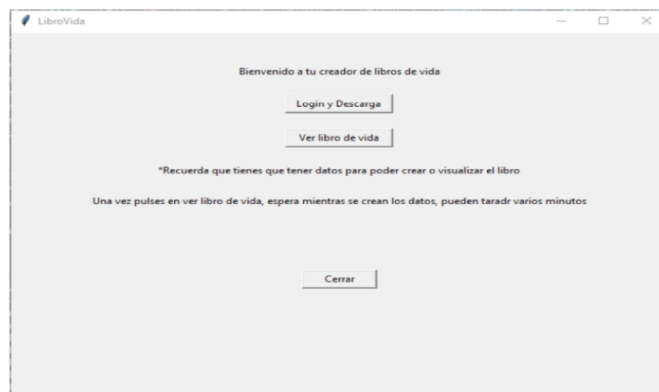 LibroVida
Bienvenido a tu creador de libros de vida
Login y Descarga
Ver libro de vida
*Recuerda que tienes que tener datos para poder crear o visualizar el libro
Una vez pulses en ver libro de vida, espera mientras se crean los datos, pueden taradr varios minutos
Cerrar